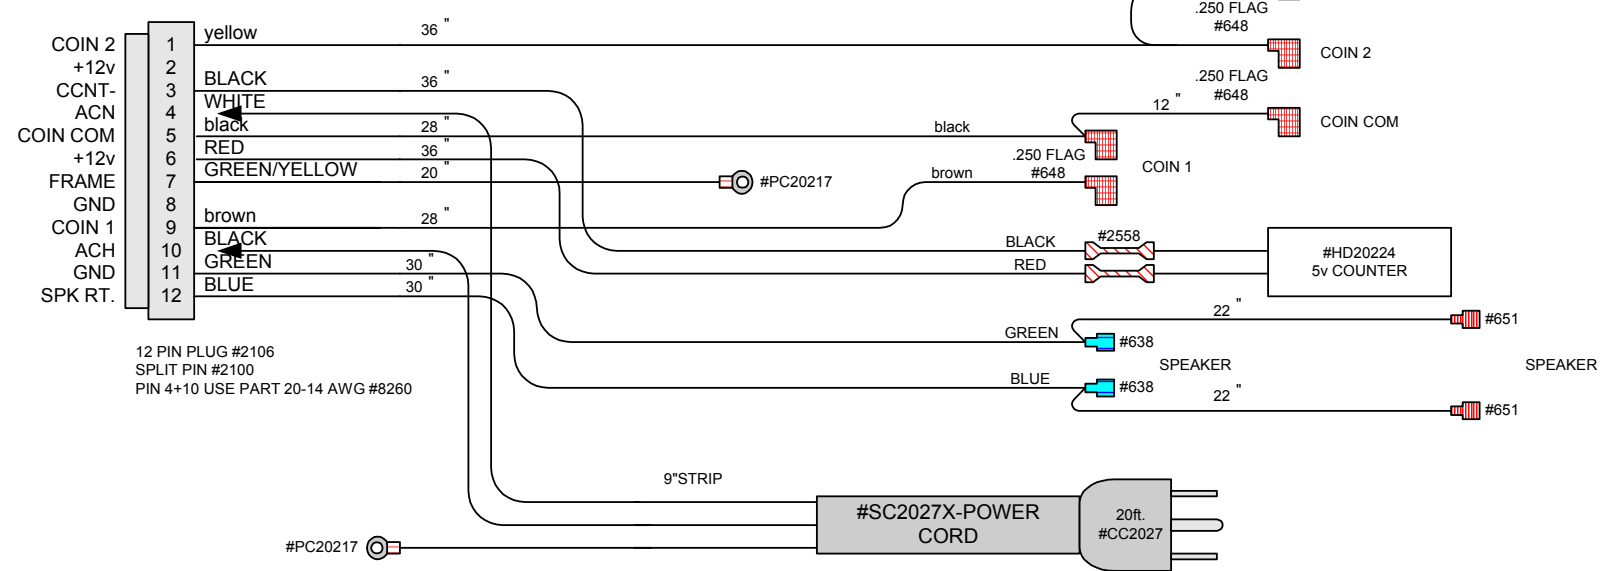 .250 FLAG
#648
COIN 2 1 yellow 36 "
COIN 2
+12v 2
CCNT- 3 BLACK 36 "
.250 FLAG
#648
ACN 4 WHITE
12 "
COIN COM
COIN COM 5 black 28 " black
+12v 6 RED 36 "
.250 FLAG
#648
COIN 1
FRAME 7 GREEN/YELLOW 20 " #PC20217 brown
GND 8
COIN 1 9 brown 28 "
ACH 10 BLACK
BLACK #2558
#HD20224
5v COUNTER
GND 11 GREEN 30 " RED
SPK RT. 12 BLUE 30 "
22 "
#651
GREEN #638
12 PIN PLUG #2106
SPLIT PIN #2100
PIN 4+10 USE PART 20-14 AWG #8260
SPEAKER SPEAKER
BLUE #638
22 "
#651
9"STRIP
#SC2027X-POWER
CORD
20ft.
#CC2027
#PC20217